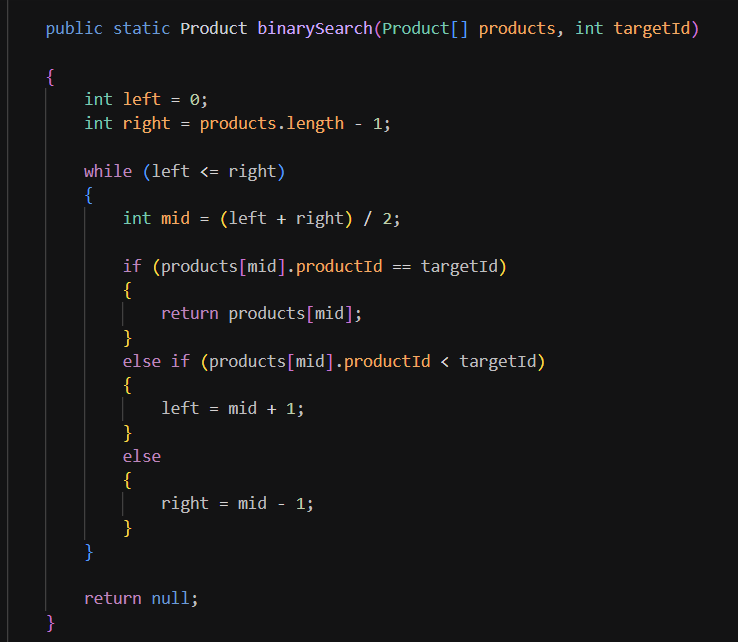 public static Product binarySearch(Product[] products, int targetId)
{
int left = 0;
int right = products.length - 1;
while (left <= right)
{
int mid = (left + right) / 2;
if (products[mid].productId == targetId)
{
return products[mid];
}
else if (products[mid].productId < targetId)
{
left = mid + 1;
}
else
{
right = mid - 1;
}
}
return null;
}